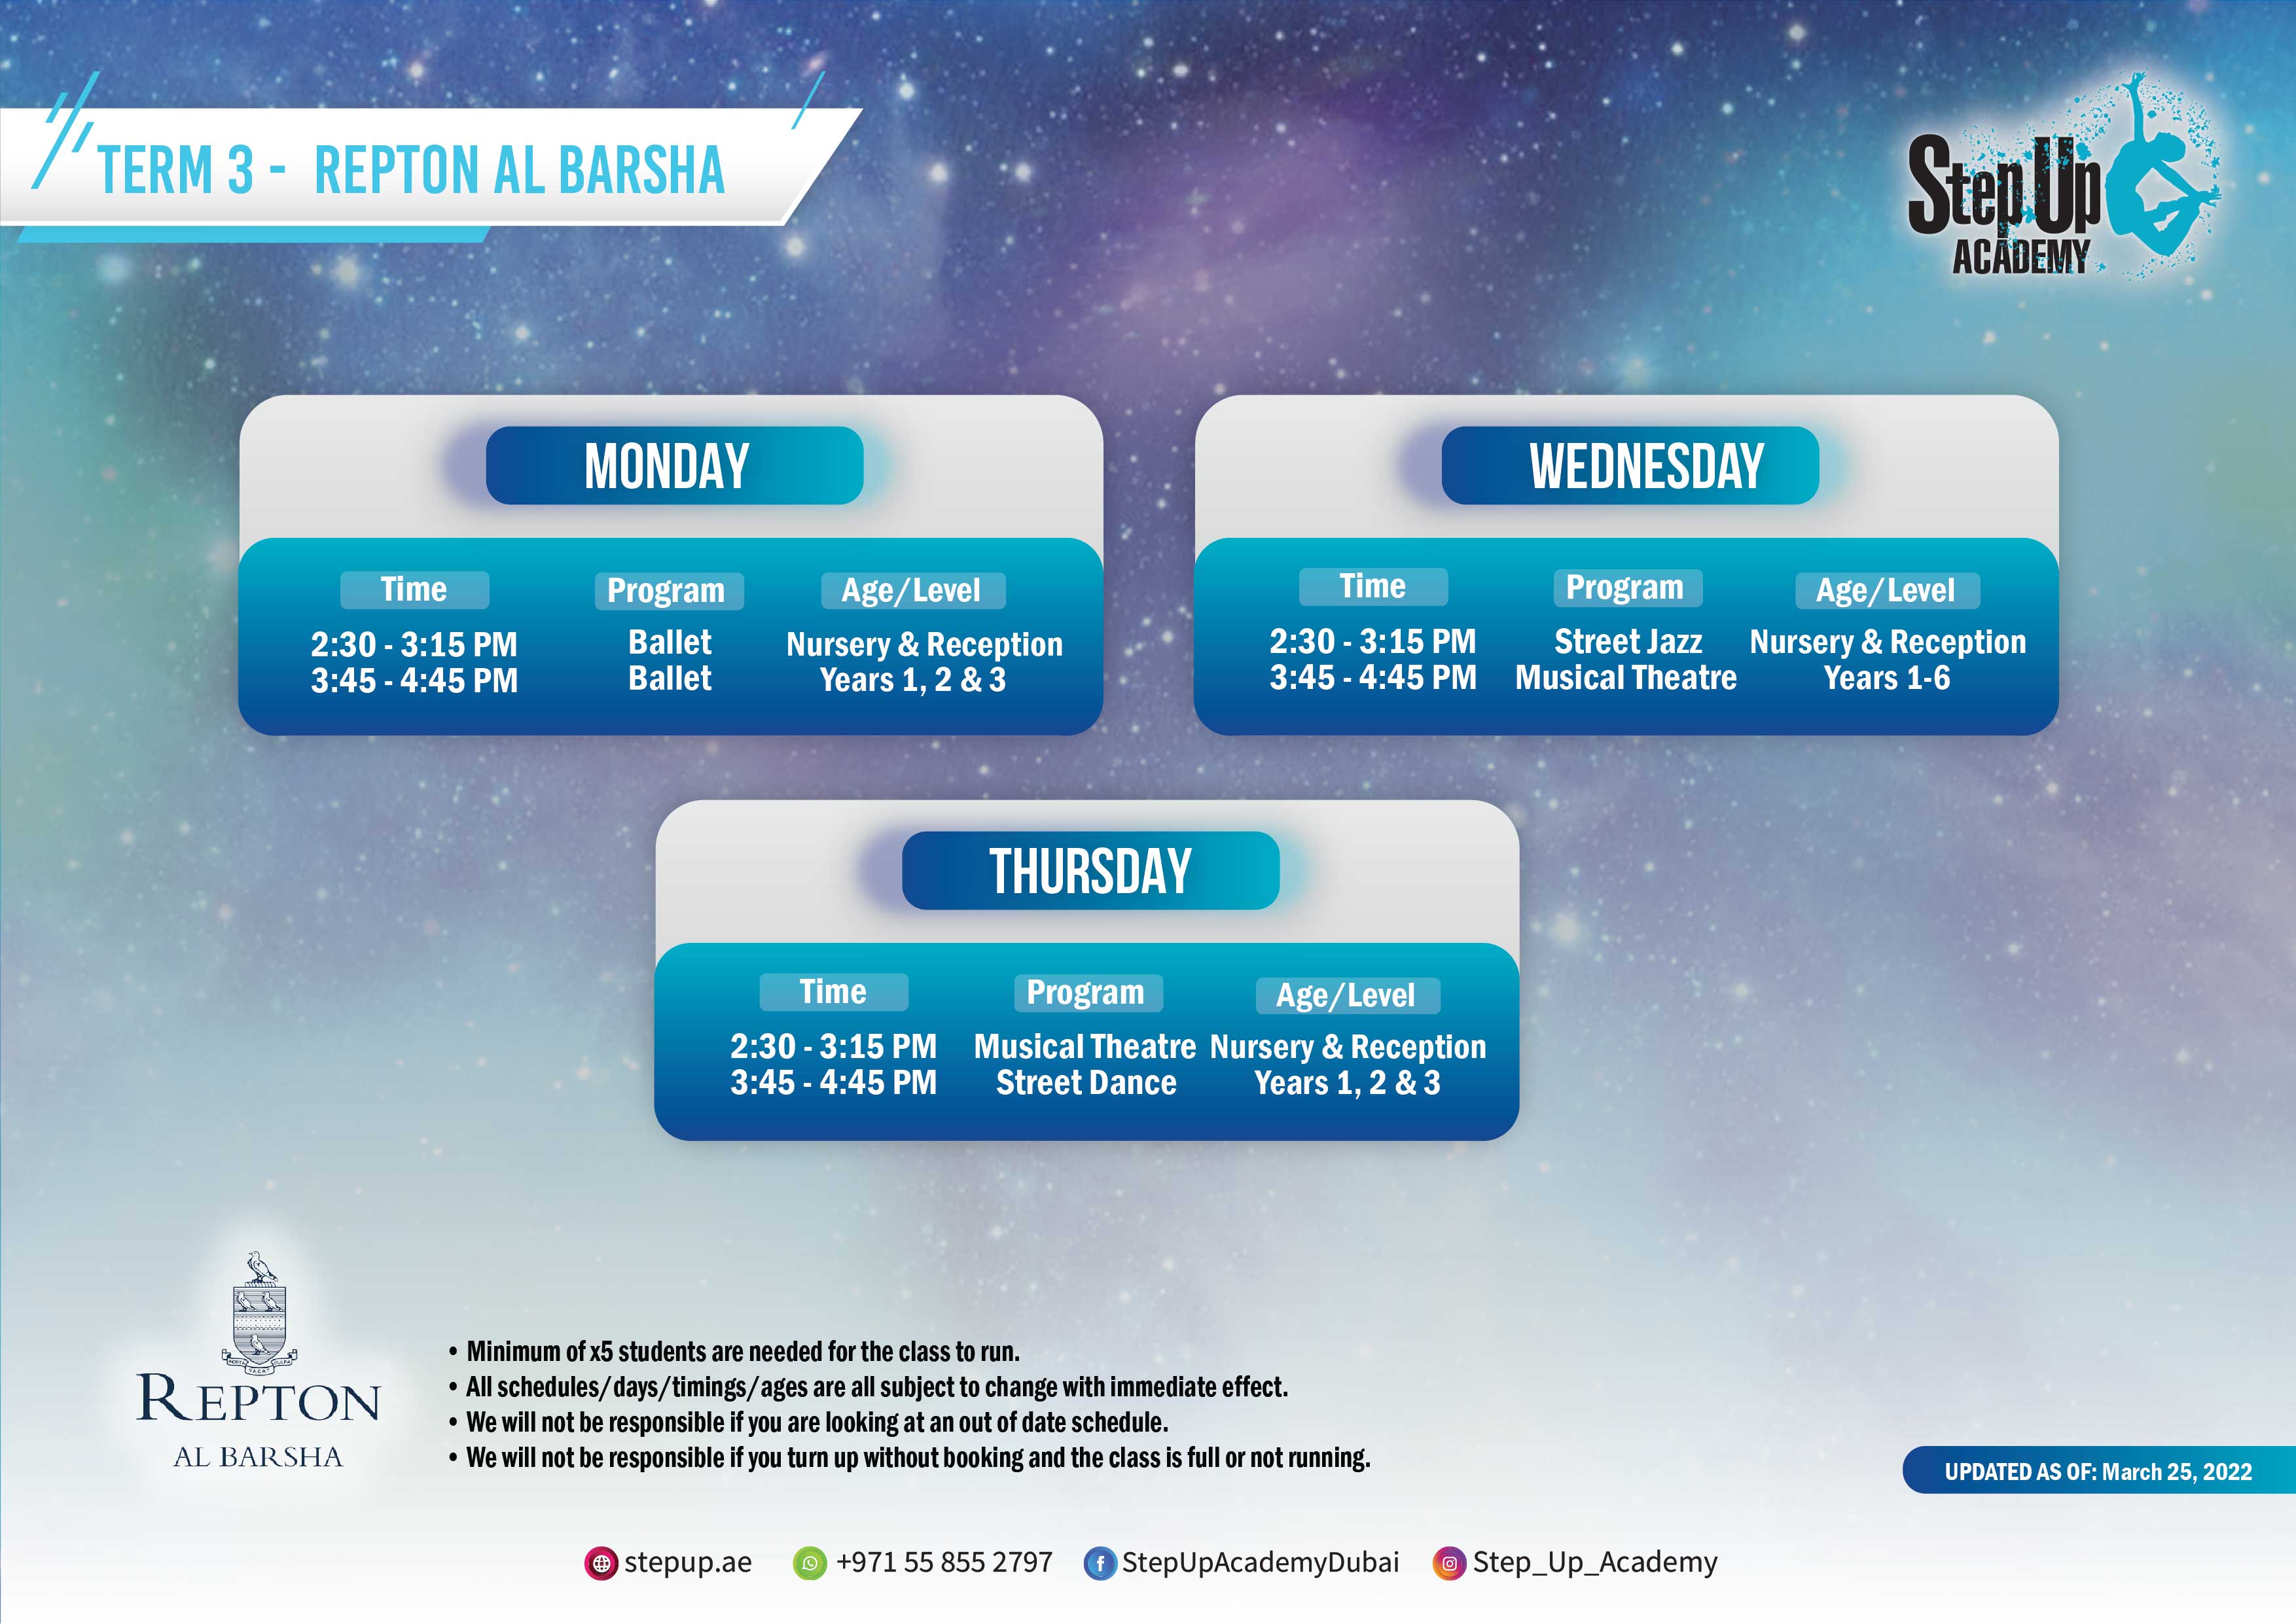 TERM 3 - REPTON AL BARSHA
Step Up
ACADEMY
MONDAY
Time Program Age/Level
2:30 - 3:15 PM Ballet Nursery & Reception
3:45 - 4:45 PM Ballet Years 1, 2 & 3
WEDNESDAY
Time Program Age/Level
2:30 - 3:15 PM Street Jazz Nursery & Reception
3:45 - 4:45 PM Musical Theatre Years 1-6
THURSDAY
Time Program Age/Level
2:30 - 3:15 PM Musical Theatre Nursery & Reception
3:45 - 4:45 PM Street Dance Years 1, 2 & 3
PORTA VACAT CULPA
REPTON
AL BARSHA
• Minimum of x5 students are needed for the class to run.
• All schedules/days/timings/ages are all subject to change with immediate effect.
• We will not be responsible if you are looking at an out of date schedule.
• We will not be responsible if you turn up without booking and the class is full or not running.
UPDATED AS OF: March 25, 2022
stepup.ae +971 55 855 2797 StepUpAcademyDubai Step_Up_Academy